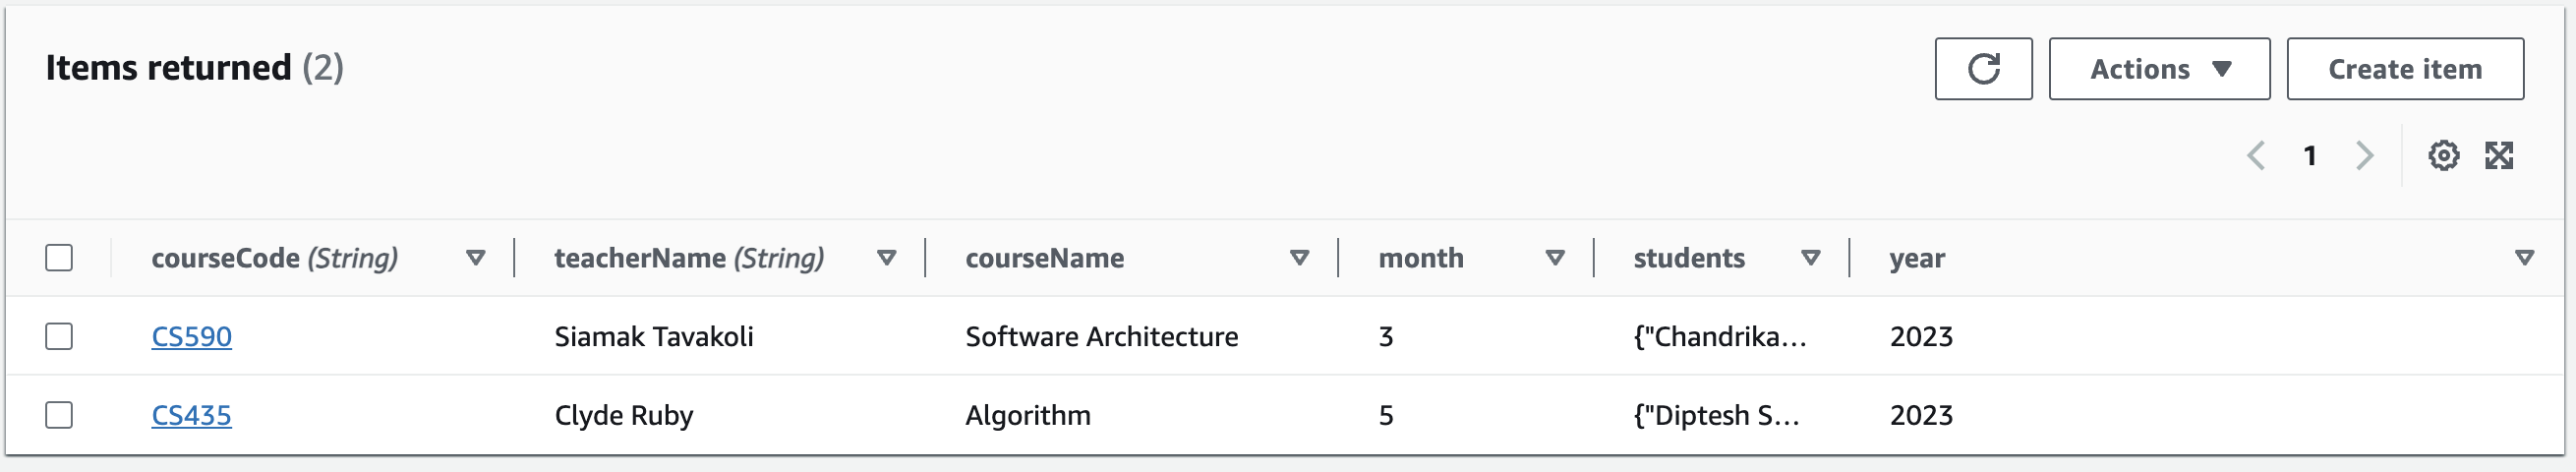 Items returned (2)
Actions Create item
1
courseCode (String) teacherName (String) courseName month students year
CS590 Siamak Tavakoli Software Architecture 3 {"Chandrika... 2023
CS435 Clyde Ruby Algorithm 5 {"Diptesh S... 2023